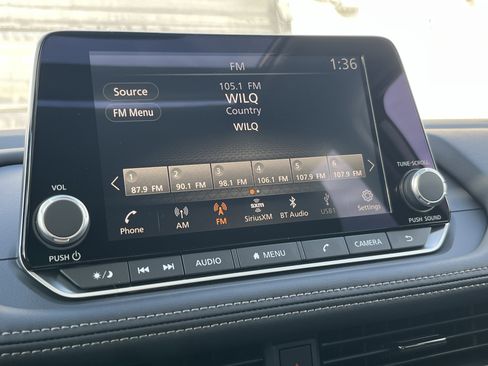 FM 1:36
Source 105.1 FM
WILQ
FM Menu Country
WILQ
1 2 3 4 5 6
87.9 FM 90.1 FM 98.1 FM 106.1 FM 107.9 FM 107.9 FM
VOL TUNE·SCROLL
Phone AM FM SiriusXM BT Audio USB1 Settings
sxm
PUSH PUSH SOUND
AUDIO MENU CAMERA